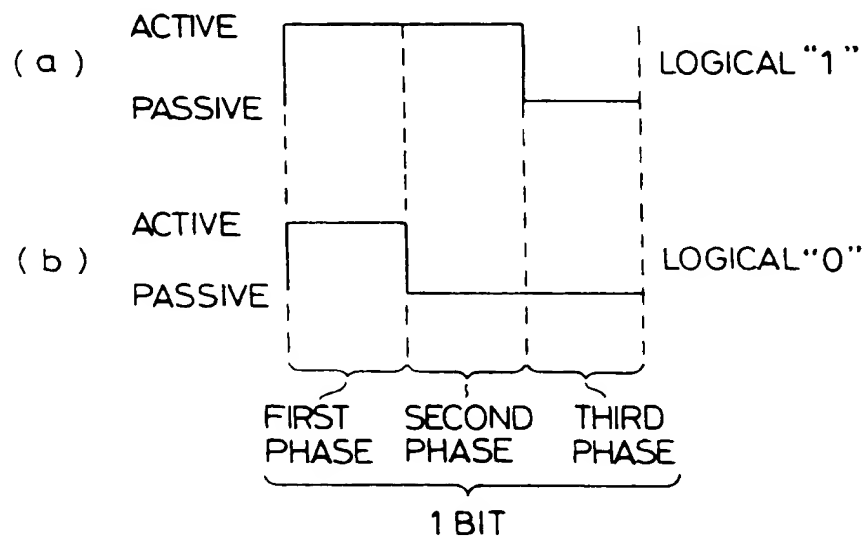 ACTIVE
(a)
LOGICAL "1"
PASSIVE
ACTIVE
(b)
LOGICAL "0"
PASSIVE
FIRST PHASE
SECOND PHASE
THIRD PHASE
1 BIT